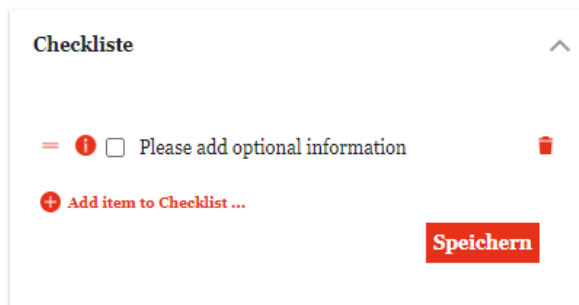 Checkliste
Please add optional information
Add item to Checklist ...
Speichern